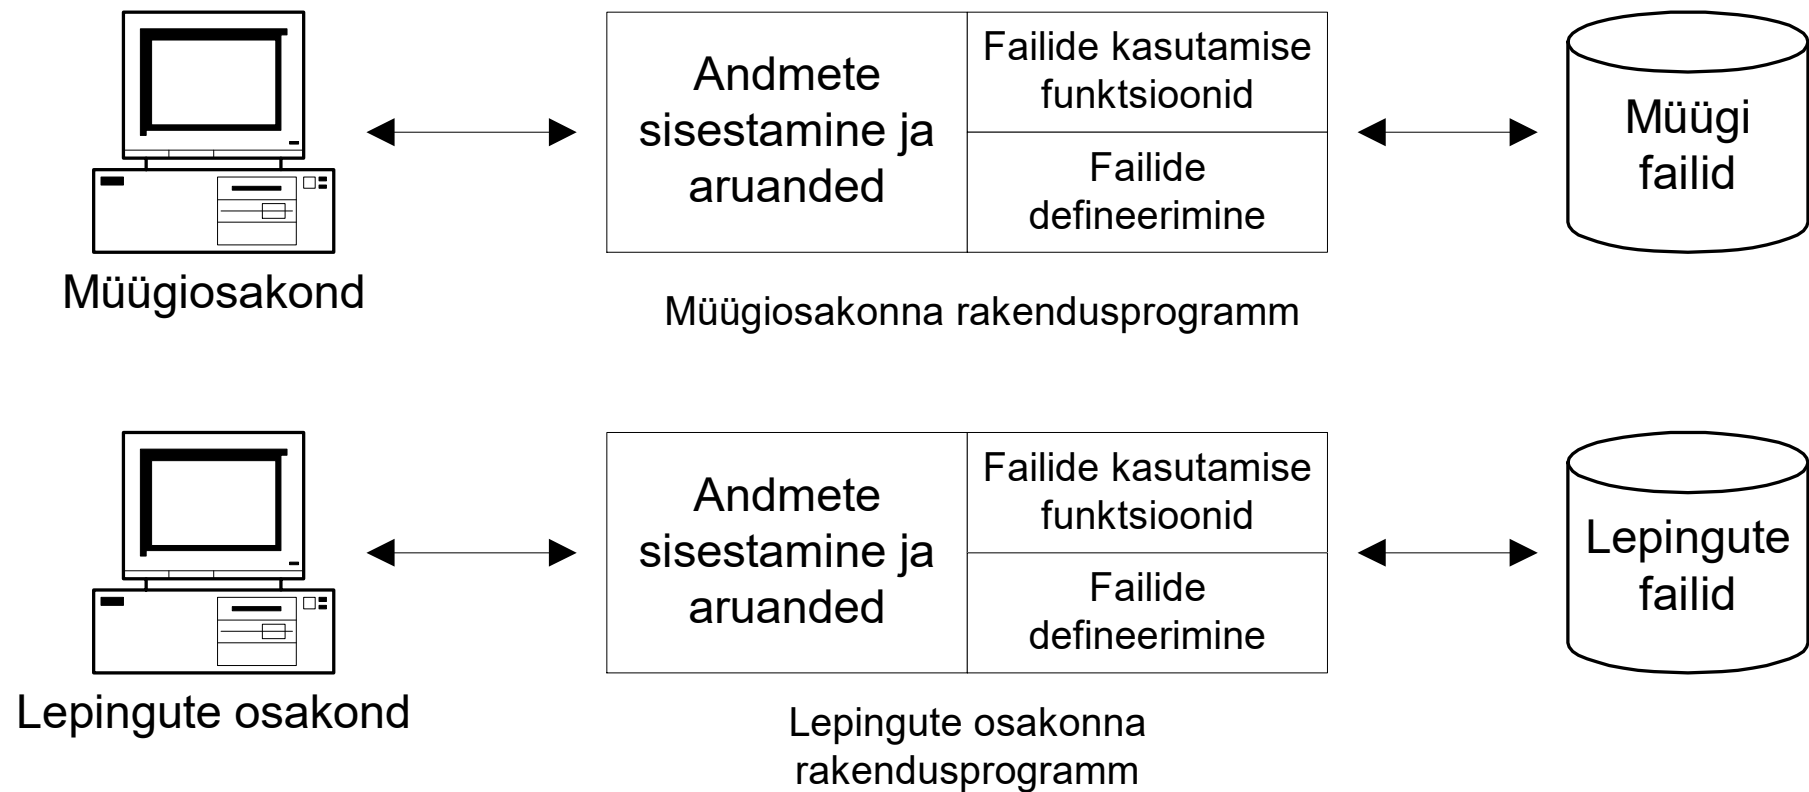 Andmete
sisestamine ja
aruanded
Failide kasutamise
funktsioonid
Failide
defineerimine
Müügi
failid
Müügiosakond
Müügiosakonna rakendusprogramm
Andmete
sisestamine ja
aruanded
Failide kasutamise
funktsioonid
Failide
defineerimine
Lepingute
failid
Lepingute osakond
Lepingute osakonna
rakendusprogramm